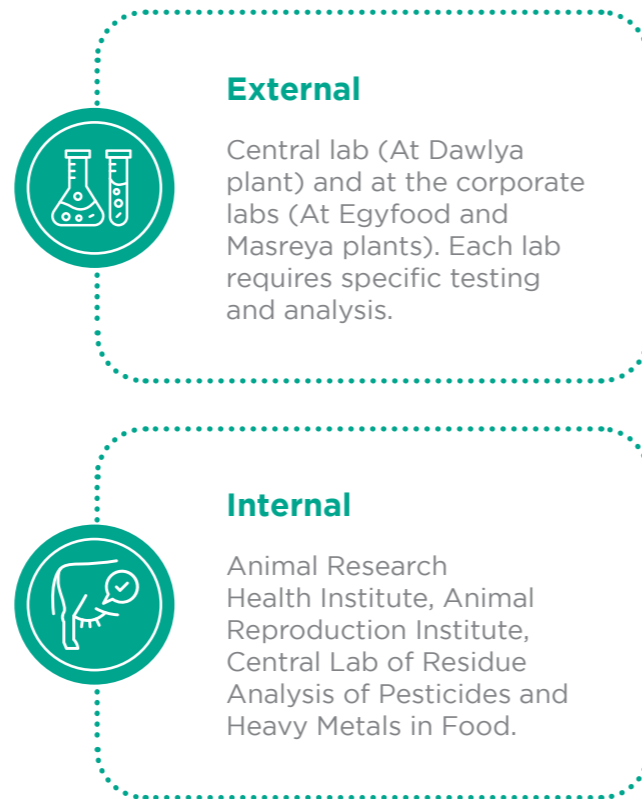 External
Central lab (At Dawlya
plant) and at the corporate
labs (At Egyfood and
Masreya plants). Each lab
requires specific testing
and analysis.
Internal
Animal Research
Health Institute, Animal
Reproduction Institute,
Central Lab of Residue
Analysis of Pesticides and
Heavy Metals in Food.